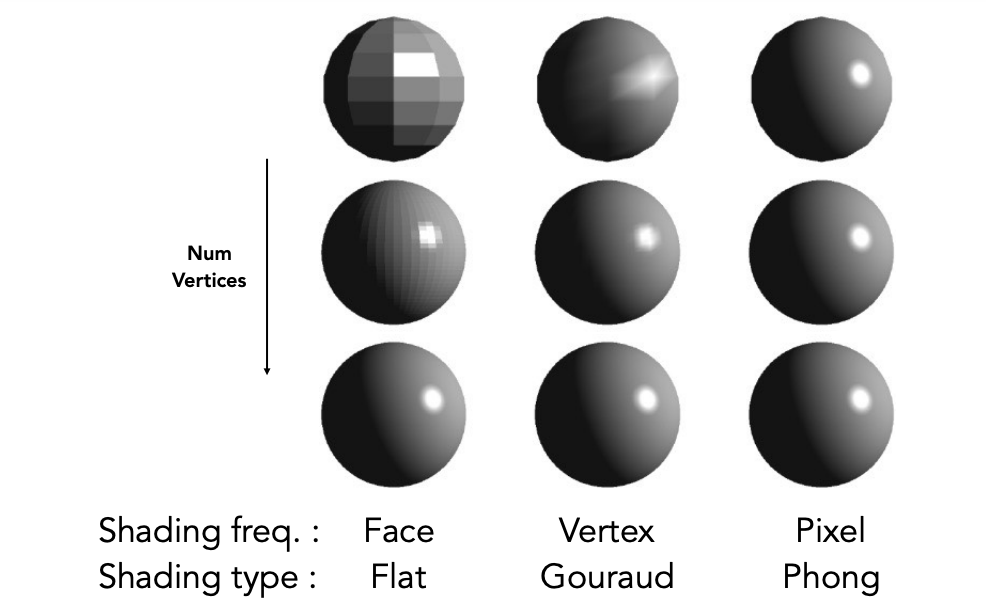 Num
Vertices
Shading freq. : Face Vertex Pixel
Shading type : Flat Gouraud Phong